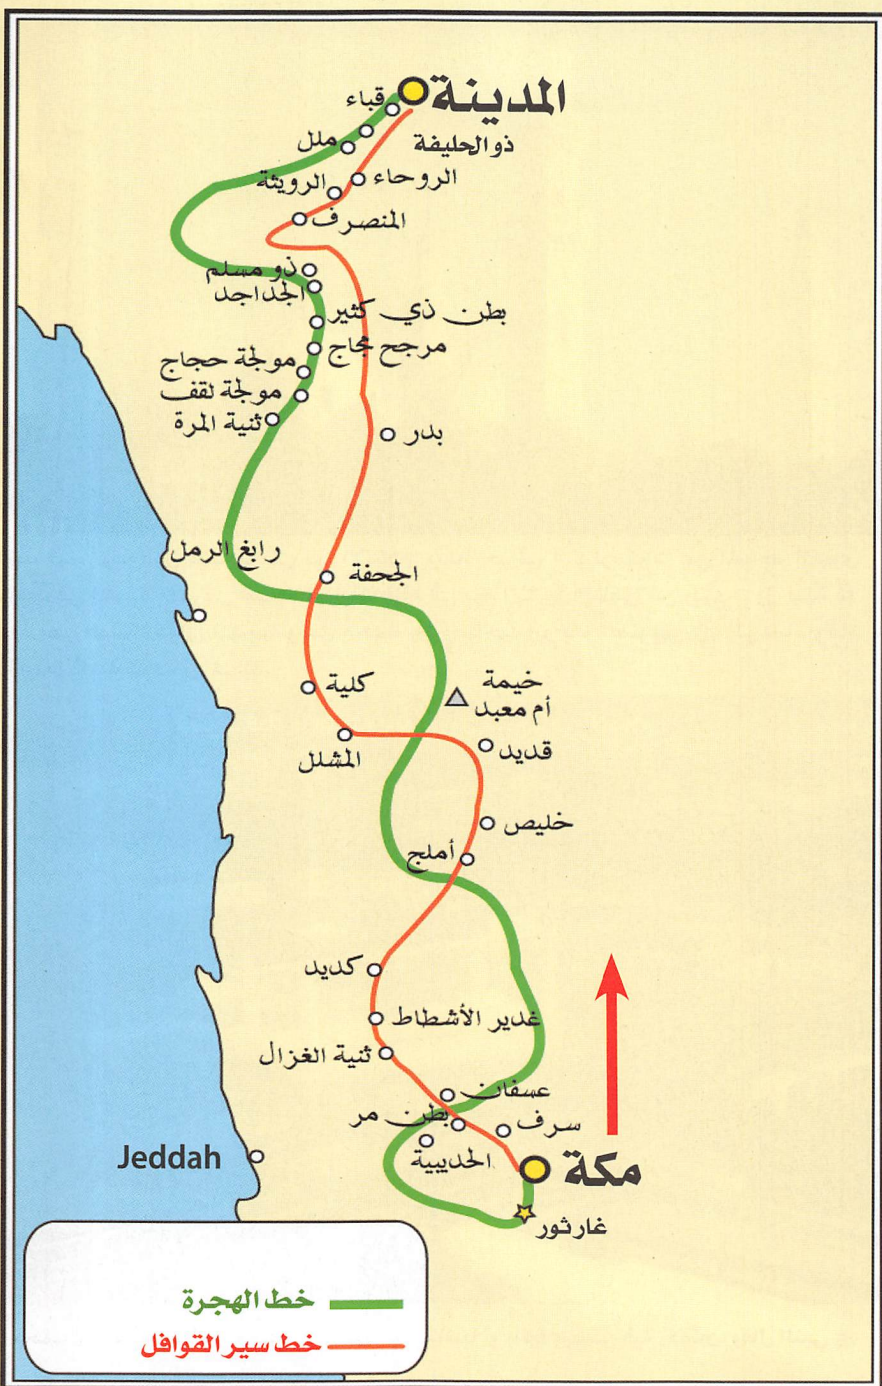 المدينة
قباء
ذو الحليفة
ملل
الروحاء
الرويثة
المنصرف
ذو مسلم
الجداجد
بطن ذي كثير
مرجح مجاج
مولجة حجاج
مولجة لقف
ثنية المرة
بدر
رابغ الرمل
الجحفة
خيمة
أم معبد
كلية
المشلل
قديد
خليص
أملج
كديد
غدير الأشطاط
ثنية الغزال
عسفان
بطن مر
سرف
الحديبية
Jeddah
مكة
غار ثور
خط الهجرة
خط سير القوافل